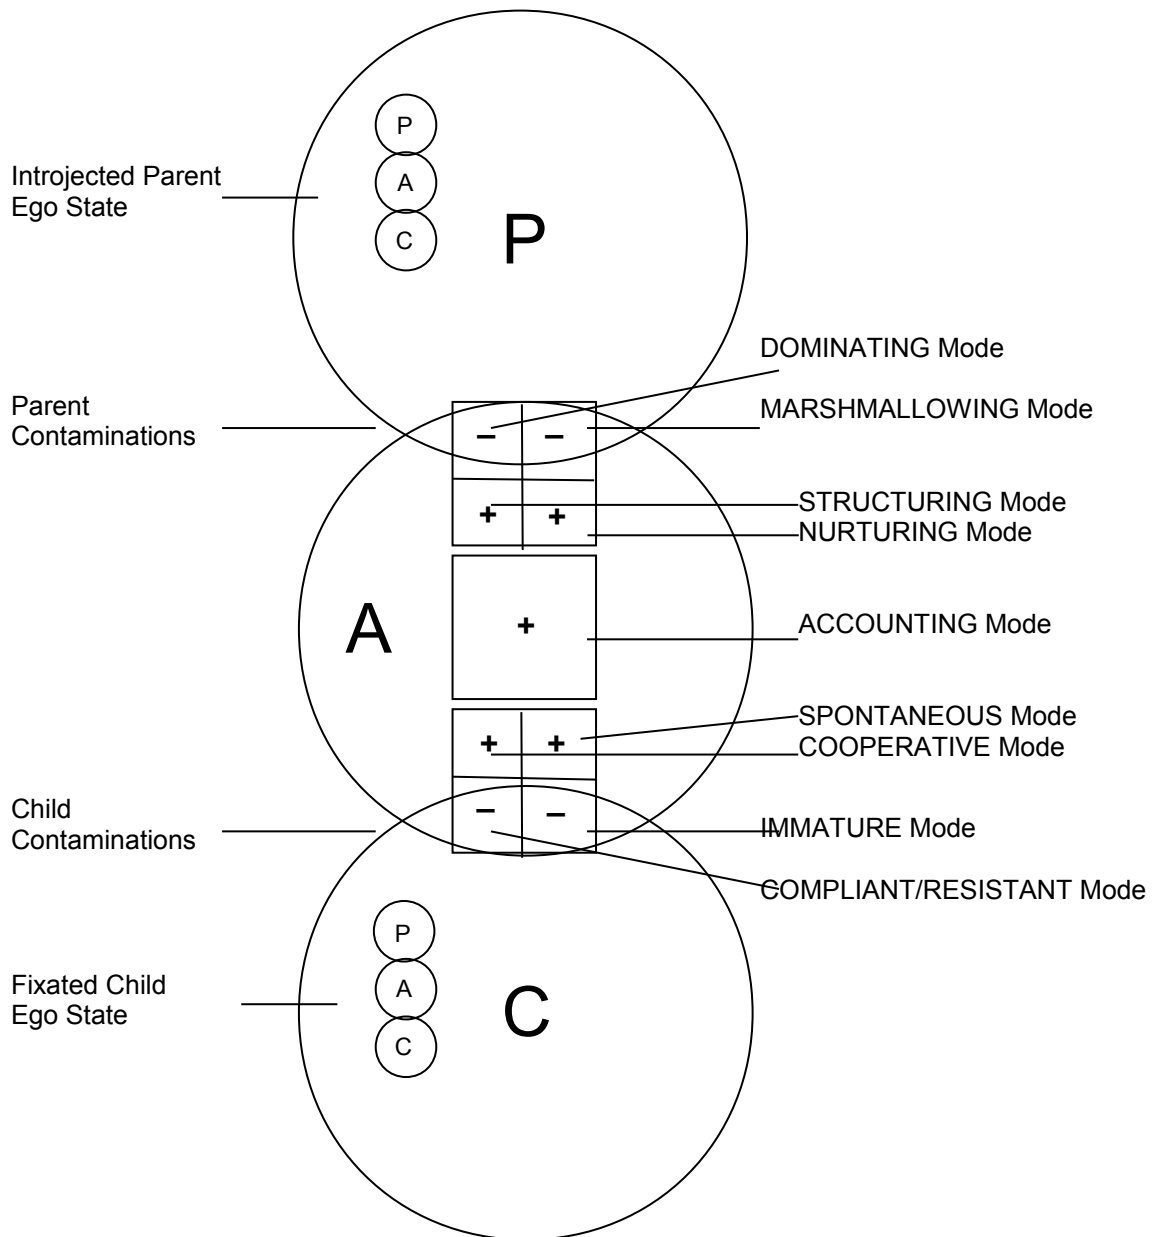 P
A
C
P
Introjected Parent
Ego State
DOMINATING Mode
Parent
Contaminations
MARSHMALLOWING Mode
– –
STRUCTURING Mode
+ +
NURTURING Mode
A
+
ACCOUNTING Mode
SPONTANEOUS Mode
+ +
COOPERATIVE Mode
Child
Contaminations
– –
IMMATURE Mode
COMPLIANT/RESISTANT Mode
P
A
C
C
Fixated Child
Ego State